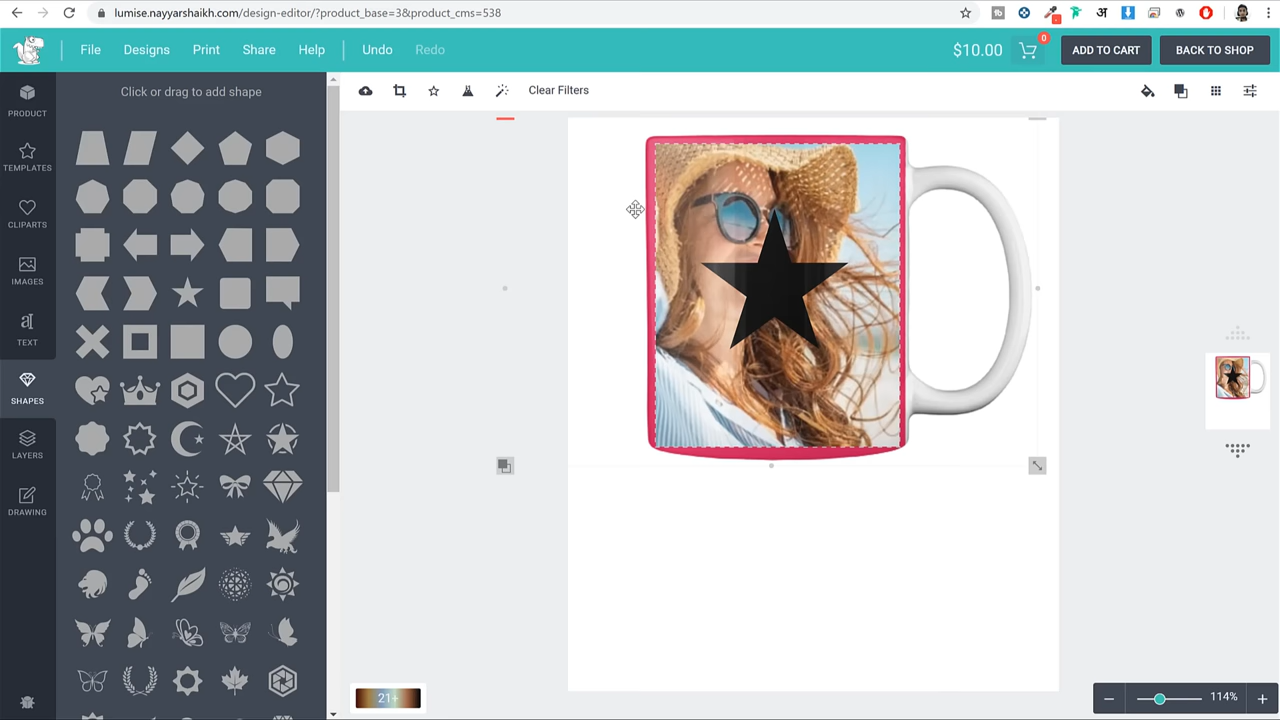 lumise.nayyarshaikh.com/design-editor/?product_base=3&product_cms=538
File
Designs
Print
Share
Help
Undo
Redo
$10.00
0
ADD TO CART
BACK TO SHOP
PRODUCT
TEMPLATES
CLIPARTS
IMAGES
TEXT
SHAPES
LAYERS
DRAWING
Click or drag to add shape
Clear Filters
21+
114%